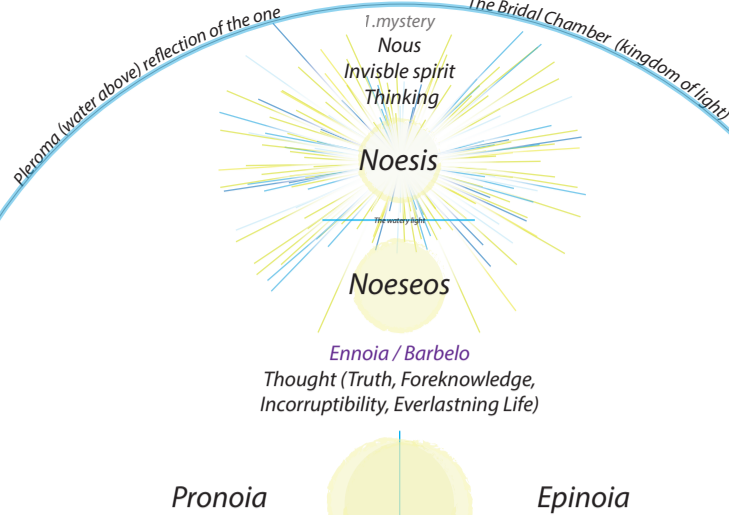 Pleroma (water above) reflection of the one
The Bridal Chamber (kingdom of light)
1.mystery
Nous
Invisble spirit
Thinking
Noesis
The watery light
Noeseos
Ennoia / Barbelo
Thought (Truth, Foreknowledge,
Incorruptibility, Everlastning Life)
Pronoia
Epinoia